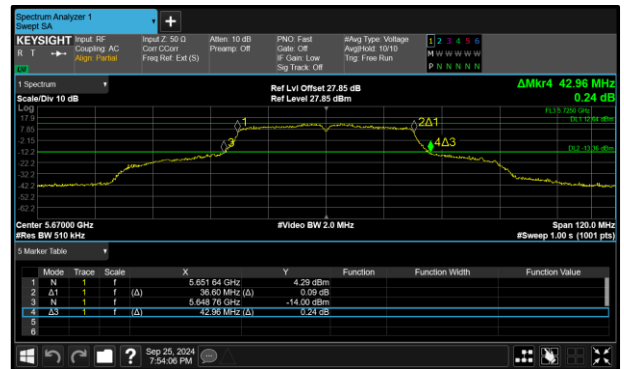 Spectrum Analyzer 1
Swept SA
+
KEYSIGHT Input: RF Input Z: 50 Ω Atten: 10 dB PNO: Fast #Avg Type: Voltage 1 2 3 4 5 6
R T Coupling: AC Corr CCorr Preamp: Off Gate: Off Avg|Hold: 10/10 M W W W W W
Align: Partial Freq Ref: Ext (S) IF Gain: Low Trig: Free Run
Sig Track: Off P N N N N N
LXI
1 Spectrum Ref Lvl Offset 27.85 dB ΔMkr4 42.96 MHz
Scale/Div 10 dB Ref Level 27.85 dBm 0.24 dB
Log
17.9
7.85
-2.15
-12.2
-22.2
-32.2
-42.2
-52.2
-62.2
DL1 12.64 dBm
DL2 -13.36 dBm
1
2Δ1
3
4Δ3
Center 5.67000 GHz #Video BW 2.0 MHz Span 120.0 MHz
#Res BW 510 kHz #Sweep 1.00 s (1001 pts)
5 Marker Table
Mode Trace Scale X Y Function Function Width Function Value
1 N 1 f 5.651 64 GHz 4.29 dBm
2 Δ1 1 f (Δ) 36.60 MHz (Δ) 0.09 dB
3 N 1 f 5.648 76 GHz -14.00 dBm
4 Δ3 1 f (Δ) 42.96 MHz (Δ) 0.24 dB
5
6
? Sep 25, 2024
7:54:06 PM